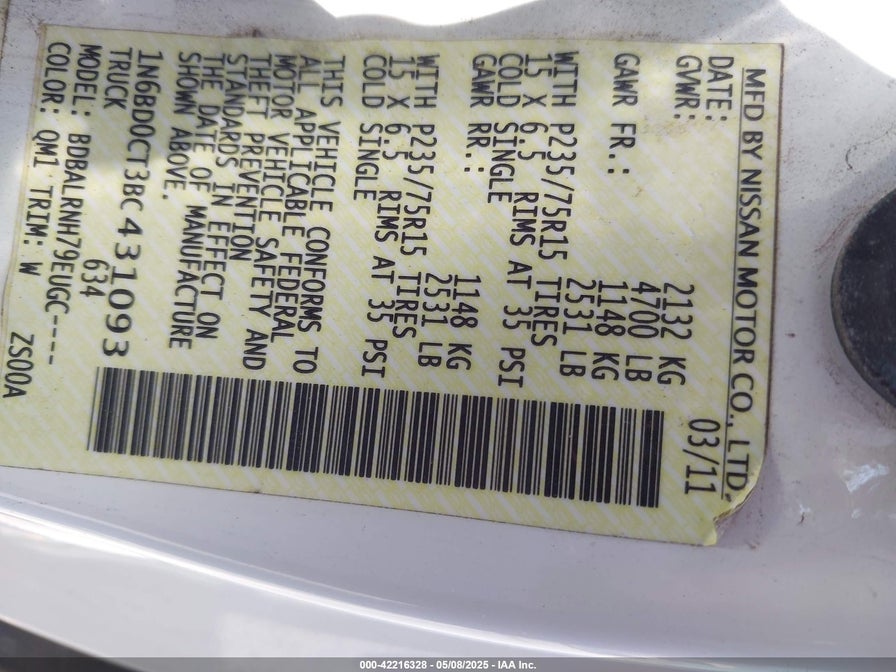 MFD BY NISSAN MOTOR CO., LTD.
DATE: 03/11
GVWR: 2132 KG
4700 LB
GAWR FR.: 1148 KG
2531 LB
WITH P235/75R15 TIRES
15 X 6.5 RIMS AT 35 PSI
COLD SINGLE
GAWR RR.: 1148 KG
2531 LB
WITH P235/75R15 TIRES
15 X 6.5 RIMS AT 35 PSI
COLD SINGLE
THIS VEHICLE CONFORMS TO
ALL APPLICABLE FEDERAL
MOTOR VEHICLE SAFETY AND
THEFT PREVENTION
STANDARDS IN EFFECT ON
THE DATE OF MANUFACTURE
SHOWN ABOVE.
1N6BD0CT3BC431093
TRUCK 634
MODEL: BDBALRNH79EUGC----
COLOR: QM1 TRIM: W ZS00A
000-42216328 - 05/08/2025 - IAA Inc.